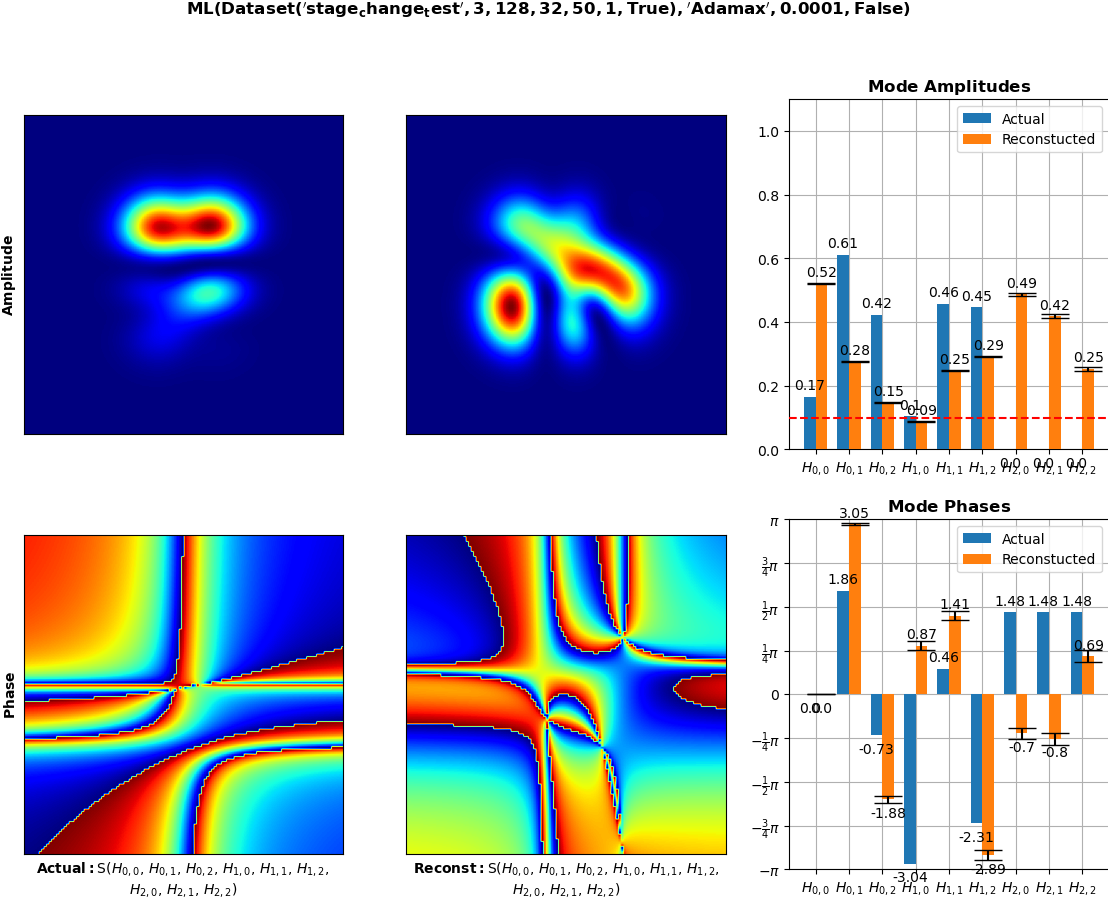 ML(Dataset('stage_change_test', 3, 128, 32, 50, 1, True), 'Adamax', 0.0001, False)
Amplitude
Mode Amplitudes
Actual
Reconstucted
1.0
0.8
0.6
0.4
0.2
0.0
0.17
0.52
0.61
0.28
0.42
0.15
0.1
0.09
0.46
0.25
0.45
0.29
0.0
0.49
0.0
0.42
0.0
0.25
H0,0 H0,1 H0,2 H1,0 H1,1 H1,2 H2,0 H2,1 H2,2
Phase
Mode Phases
Actual
Reconstucted
π
3/4π
1/2π
1/4π
0
−1/4π
−1/2π
−3/4π
−π
0.0
0.0
1.86
3.05
-0.73
-1.88
-3.04
0.87
0.46
1.41
-2.31
-2.89
1.48
-0.7
1.48
-0.8
1.48
0.69
H0,0 H0,1 H0,2 H1,0 H1,1 H1,2 H2,0 H2,1 H2,2
Actual: S(H0,0, H0,1, H0,2, H1,0, H1,1, H1,2,
H2,0, H2,1, H2,2)
Reconst: S(H0,0, H0,1, H0,2, H1,0, H1,1, H1,2,
H2,0, H2,1, H2,2)